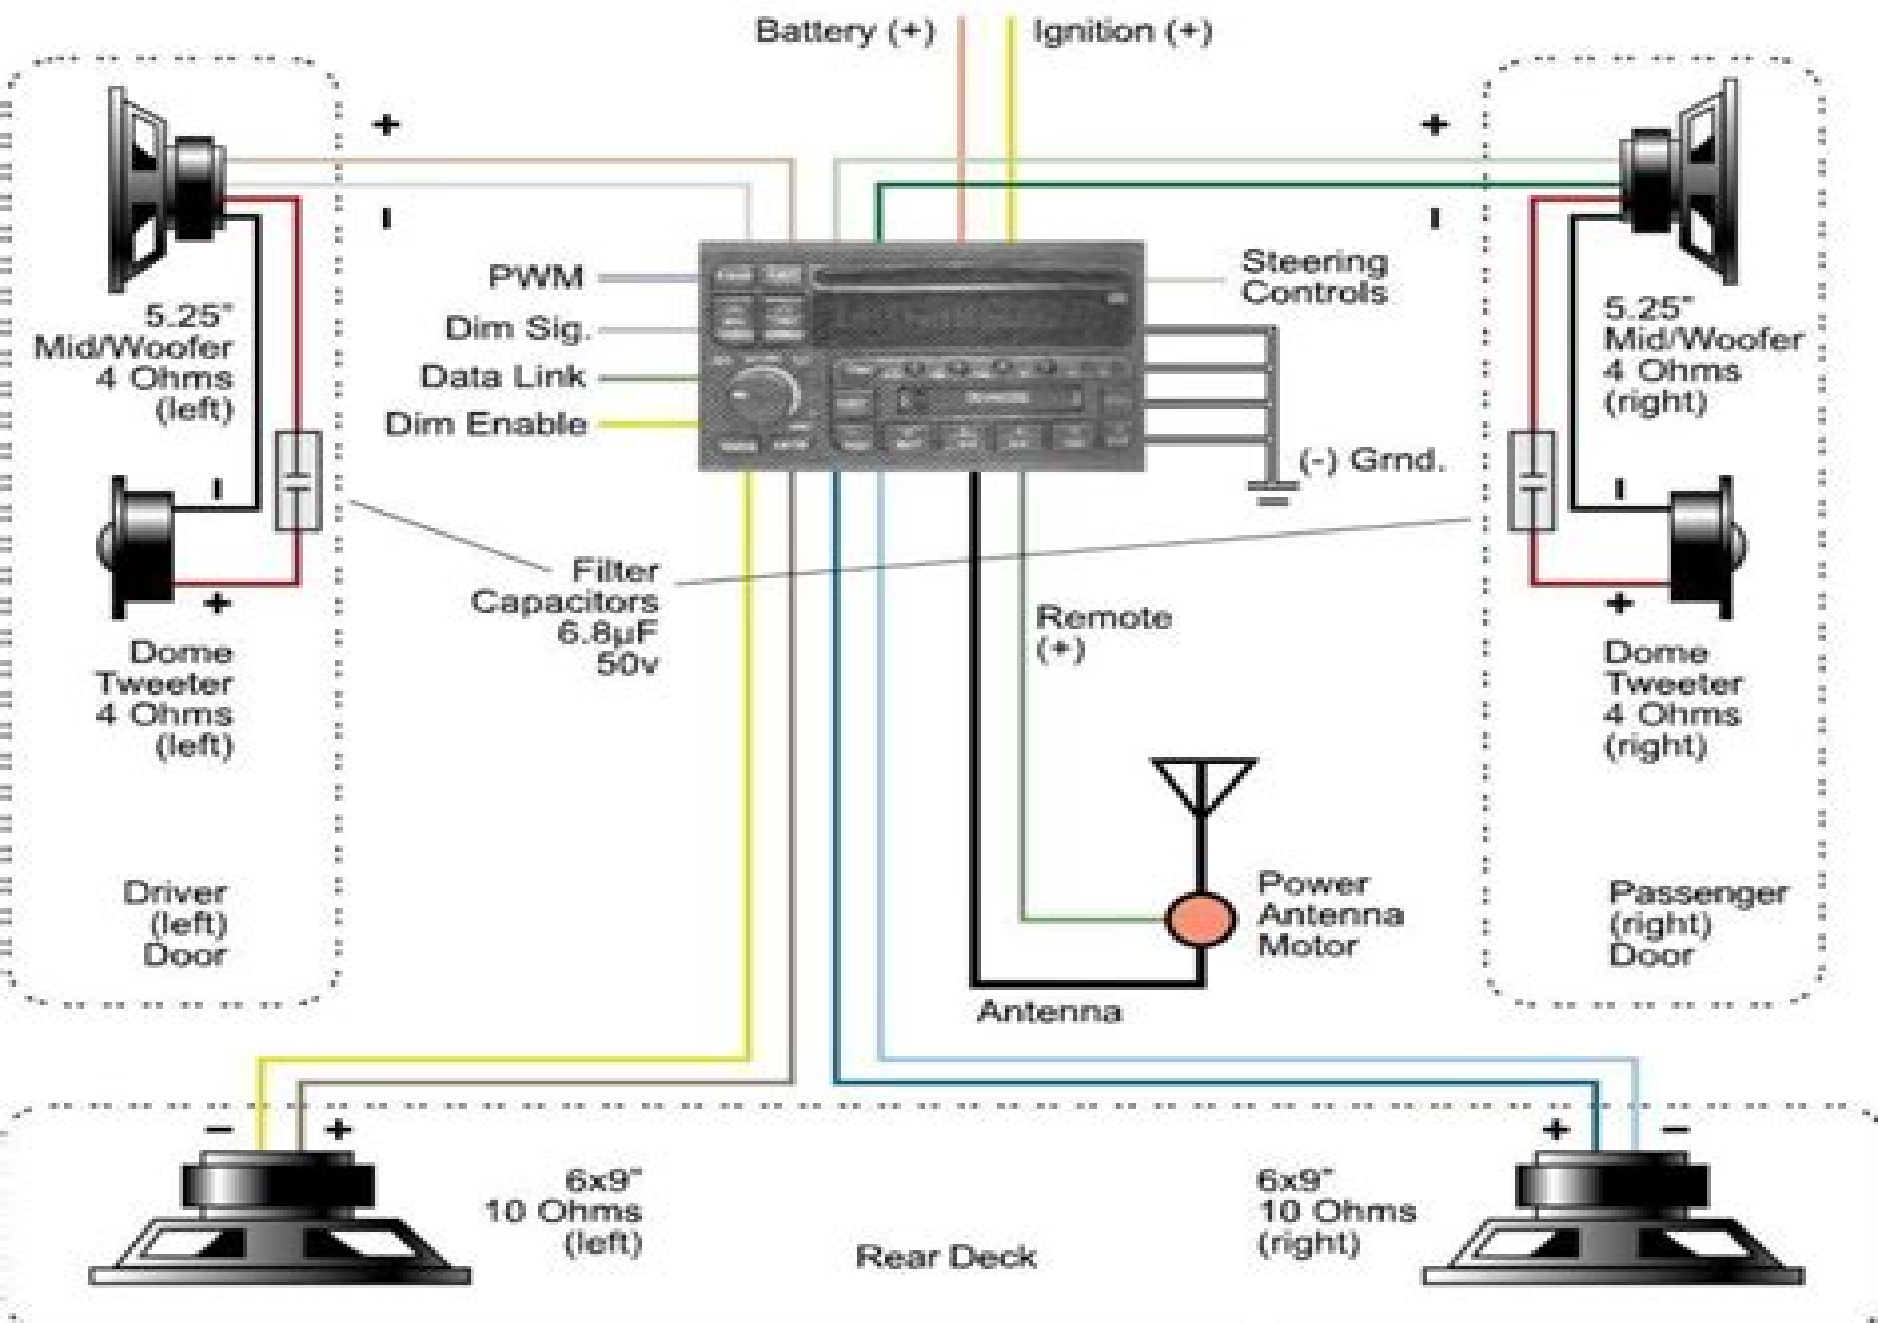 Battery (+)
Ignition (+)
+
-
+
-
5.25"
Mid/Woofer
4 Ohms
(left)
PWM
Dim Sig.
Data Link
Dim Enable
Steering
Controls
(-) Grnd.
5.25"
Mid/Woofer
4 Ohms
(right)
-
+
Dome
Tweeter
4 Ohms
(left)
Filter
Capacitors
6.8µF
50v
Remote
(+)
-
+
Dome
Tweeter
4 Ohms
(right)
Driver
(left)
Door
Power
Antenna
Motor
Antenna
Passenger
(right)
Door
- +
6x9"
10 Ohms
(left)
Rear Deck
+ -
6x9"
10 Ohms
(right)